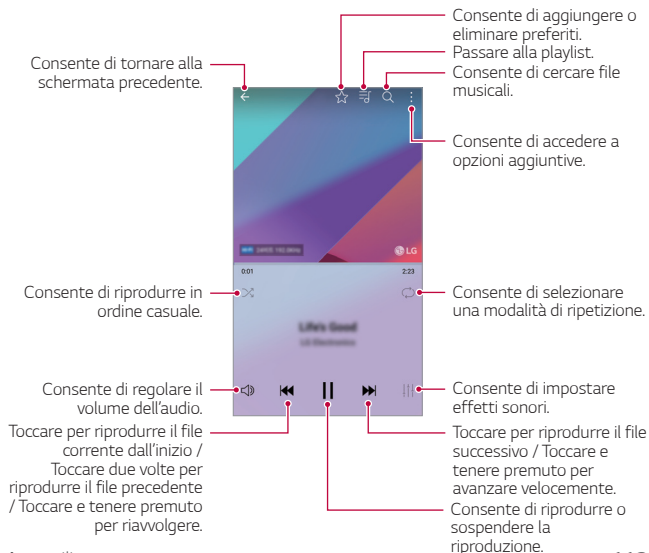 Consente di aggiungere o
eliminare preferiti.
Passare alla playlist.
Consente di cercare file
musicali.
Consente di tornare alla
schermata precedente.
Consente di accedere a
opzioni aggiuntive.
LG
0:01
2:23
Consente di riprodurre in
ordine casuale.
Consente di selezionare
una modalità di ripetizione.
Life's Good
LG Electronics
Consente di regolare il
volume dell'audio.
Consente di impostare
effetti sonori.
Toccare per riprodurre il file
corrente dall'inizio /
Toccare due volte per
riprodurre il file precedente
/ Toccare e tenere premuto
per riavvolgere.
Toccare per riprodurre il file
successivo / Toccare e
tenere premuto per
avanzare velocemente.
Consente di riprodurre o
sospendere la
riproduzione.